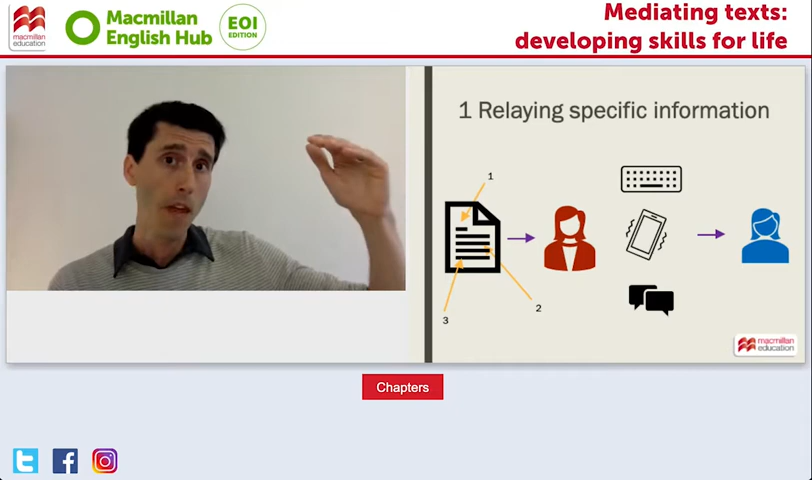 macmillan
education
Macmillan
English Hub
EOI
EDITION
Mediating texts:
developing skills for life
1 Relaying specific information
1
2
3
macmillan
education
Chapters